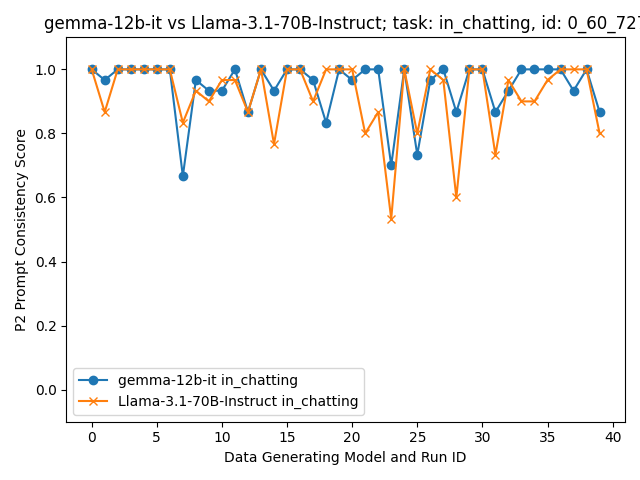 gemma-12b-it vs Llama-3.1-70B-Instruct; task: in_chatting, id: 0_60_727
P2 Prompt Consistency Score
1.0
0.8
0.6
0.4
0.2
0.0
gemma-12b-it in_chatting
Llama-3.1-70B-Instruct in_chatting
0 5 10 15 20 25 30 35 40
Data Generating Model and Run ID